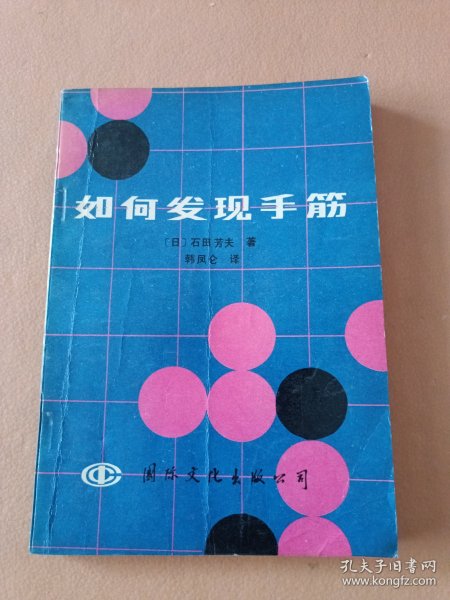 如何发现手筋
〔日〕石田芳夫 著
韩凤仑 译
国际文化出版公司
孔夫子旧书网
www.kongfz.com